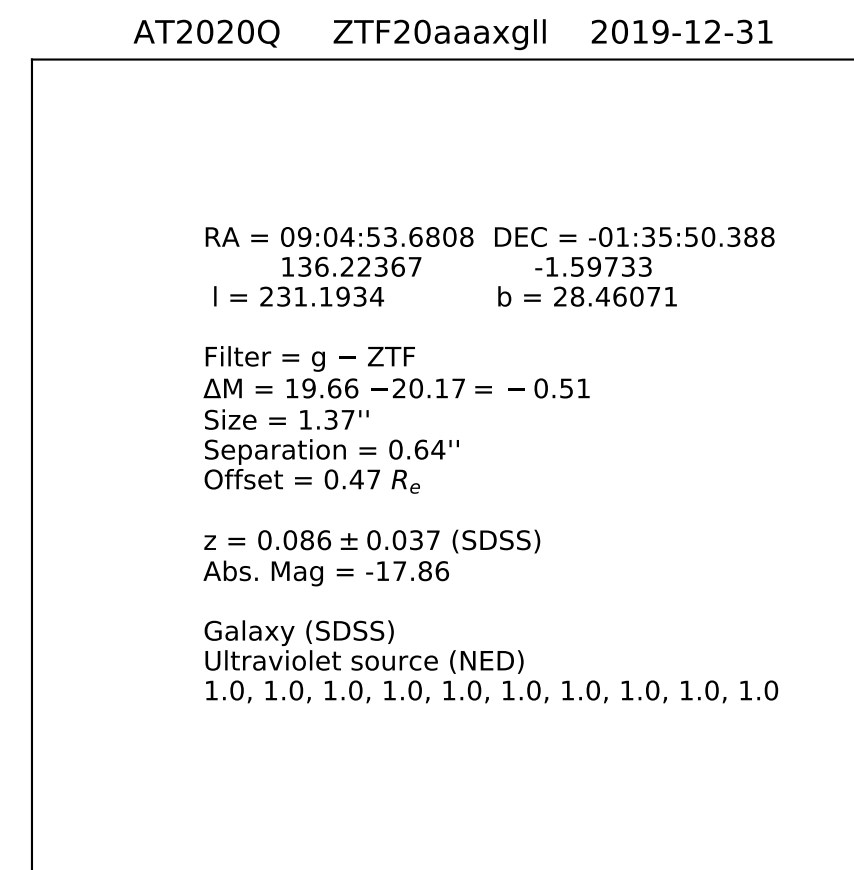 AT2020Q ZTF20aaaxgll 2019-12-31
RA = 09:04:53.6808 DEC = -01:35:50.388
136.22367 -1.59733
l = 231.1934 b = 28.46071
Filter = g − ZTF
ΔM = 19.66 −20.17 = − 0.51
Size = 1.37''
Separation = 0.64''
Offset = 0.47 Rₑ
z = 0.086 ± 0.037 (SDSS)
Abs. Mag = -17.86
Galaxy (SDSS)
Ultraviolet source (NED)
1.0, 1.0, 1.0, 1.0, 1.0, 1.0, 1.0, 1.0, 1.0, 1.0